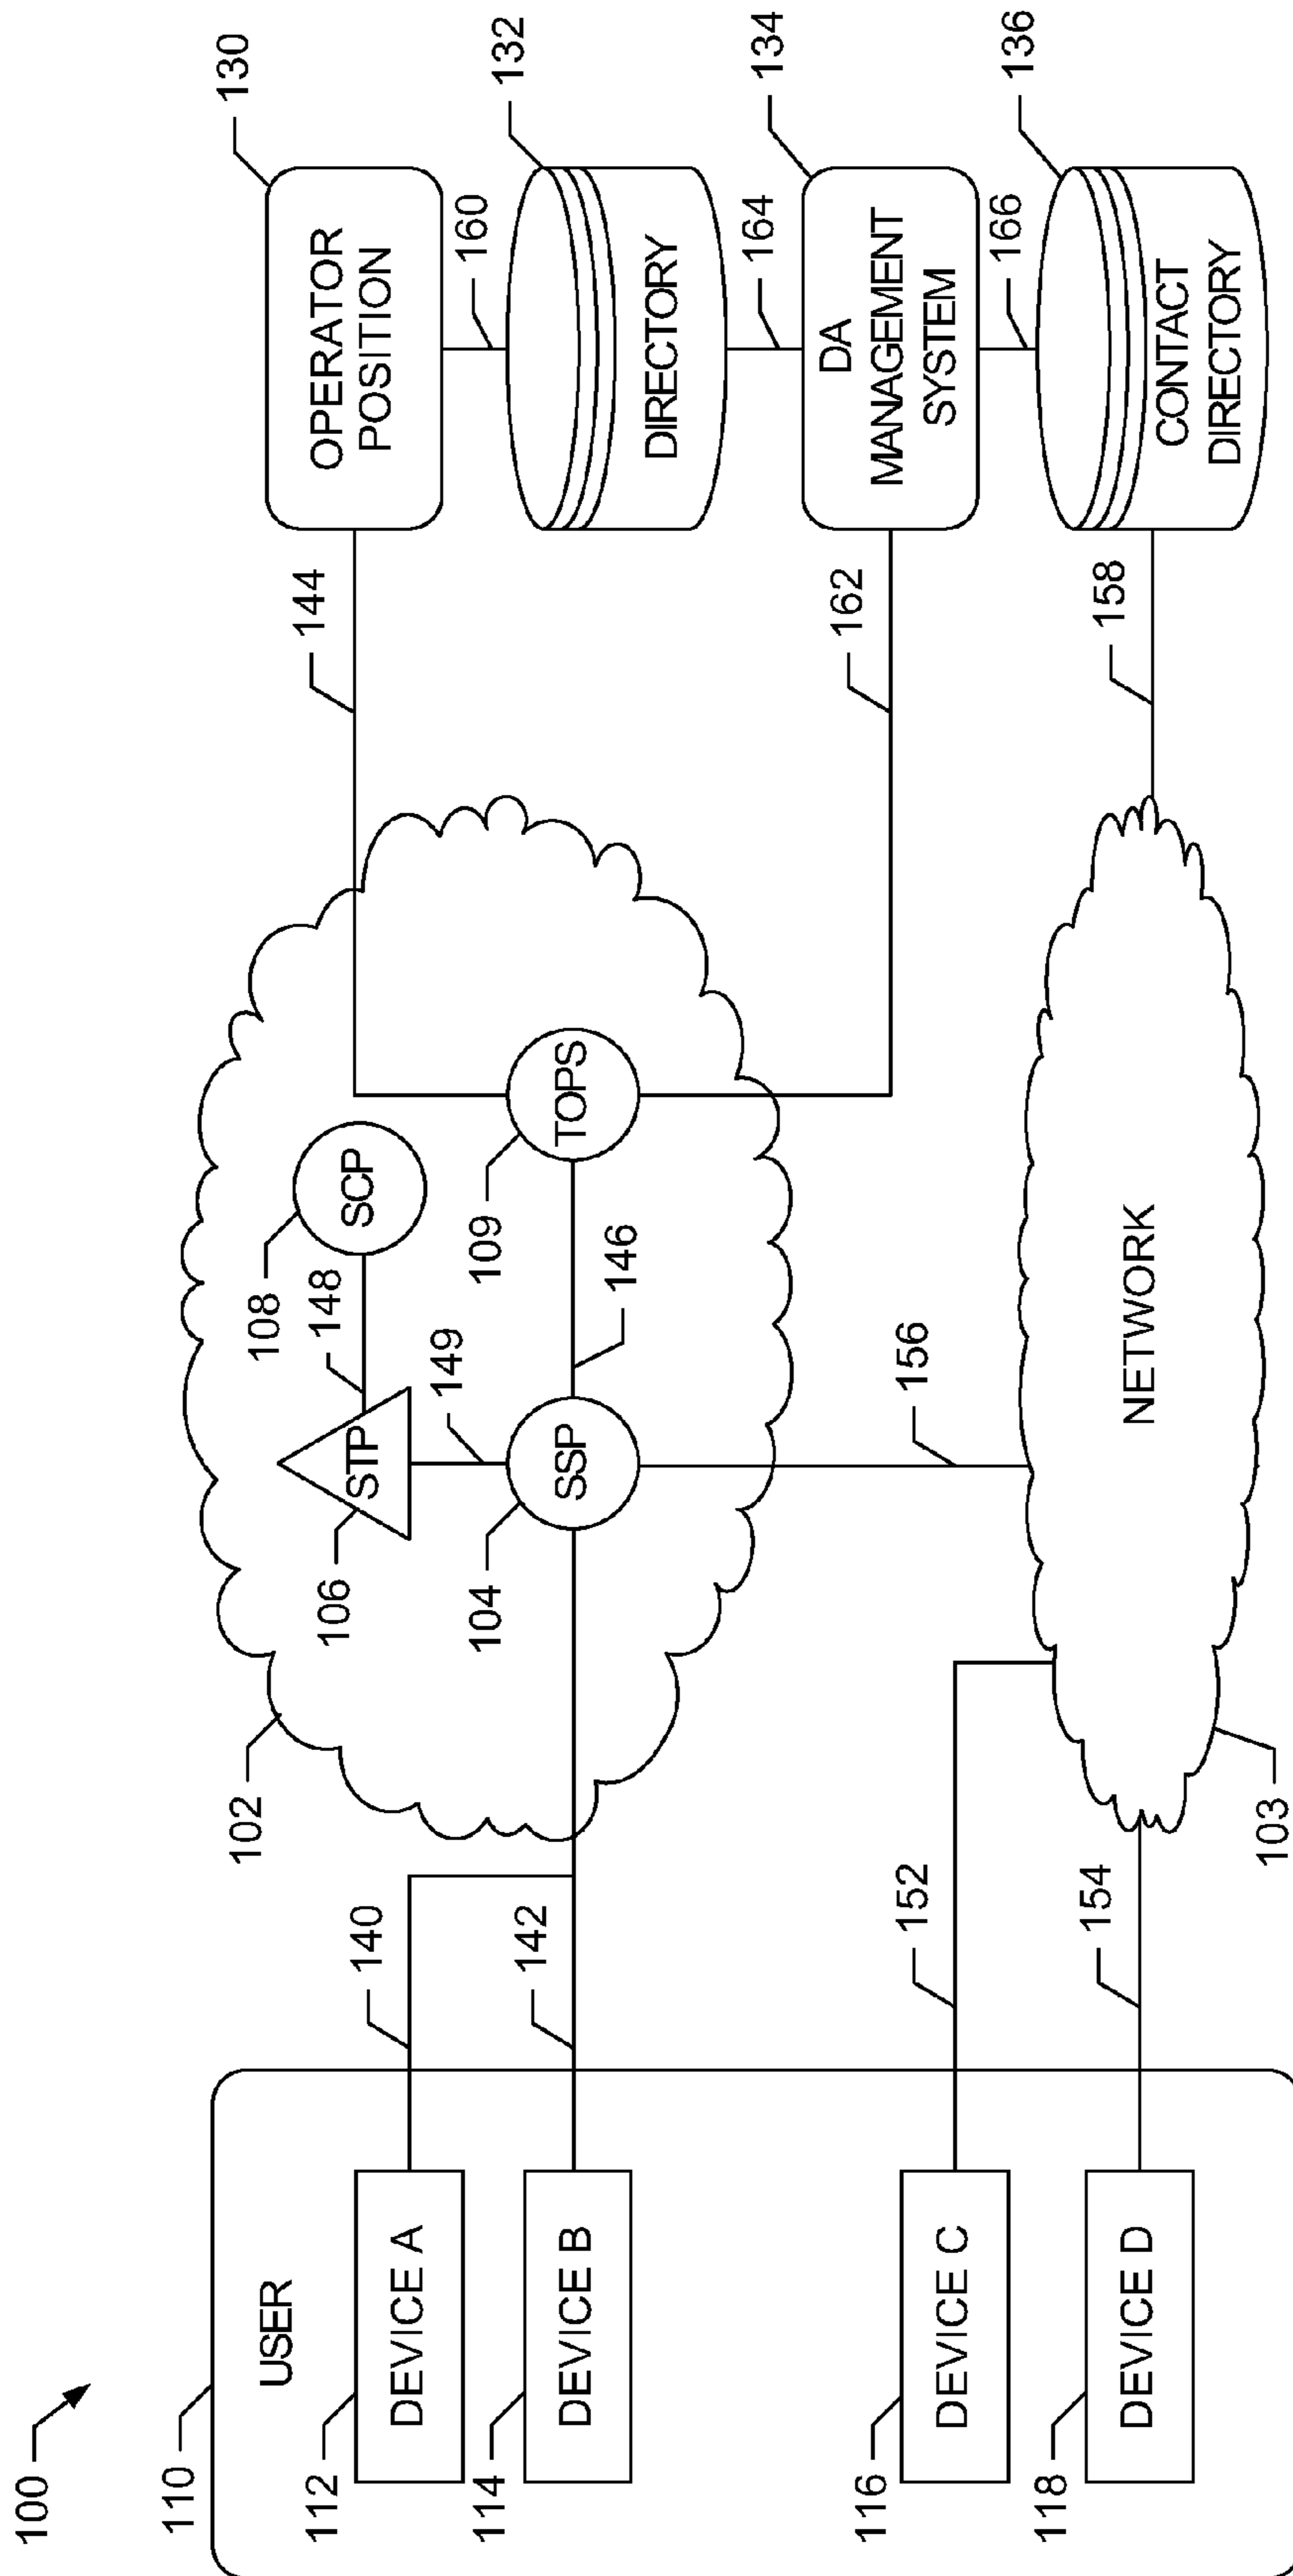 100
110
USER
112
DEVICE A
114
DEVICE B
116
DEVICE C
118
DEVICE D
140
142
152
154
102
103
106
STP
104
SSP
149
148
108
SCP
109
TOPS
146
156
NETWORK
144
162
158
130
OPERATOR
POSITION
160
132
DIRECTORY
164
134
DA
MANAGEMENT
SYSTEM
166
136
CONTACT
DIRECTORY